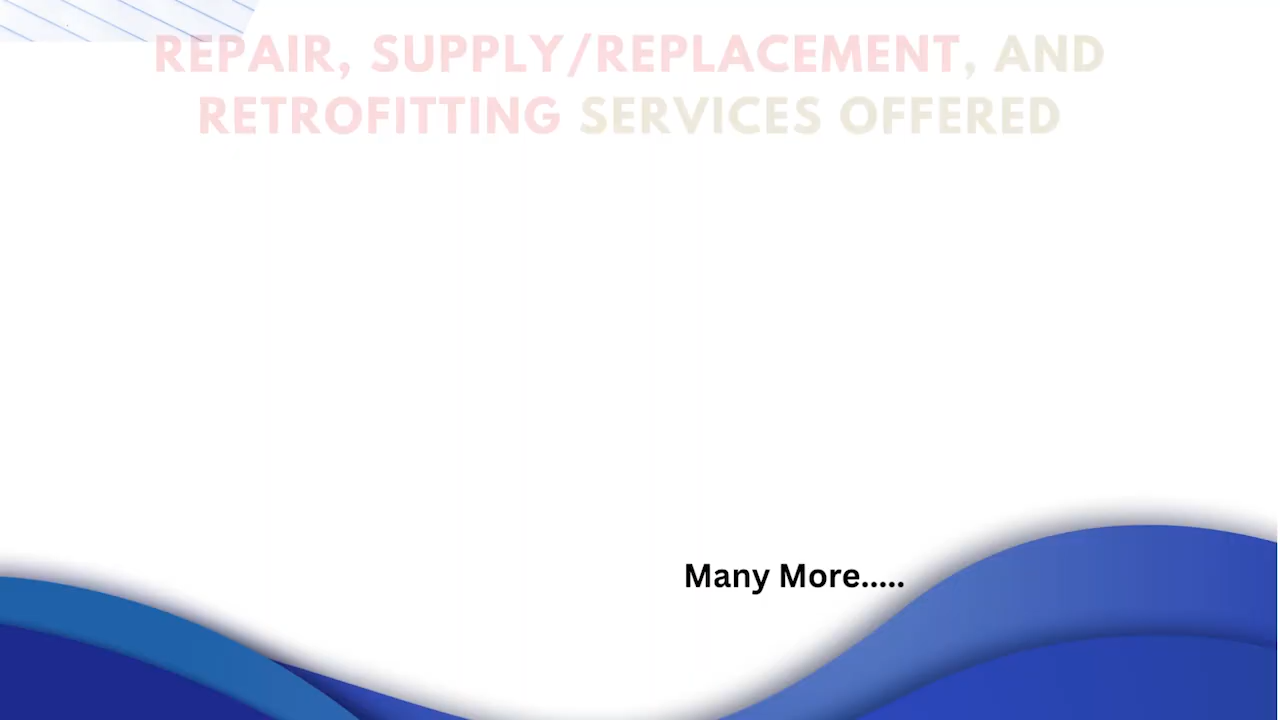 REPAIR, SUPPLY/REPLACEMENT, AND
RETROFITTING SERVICES OFFERED
Many More.....